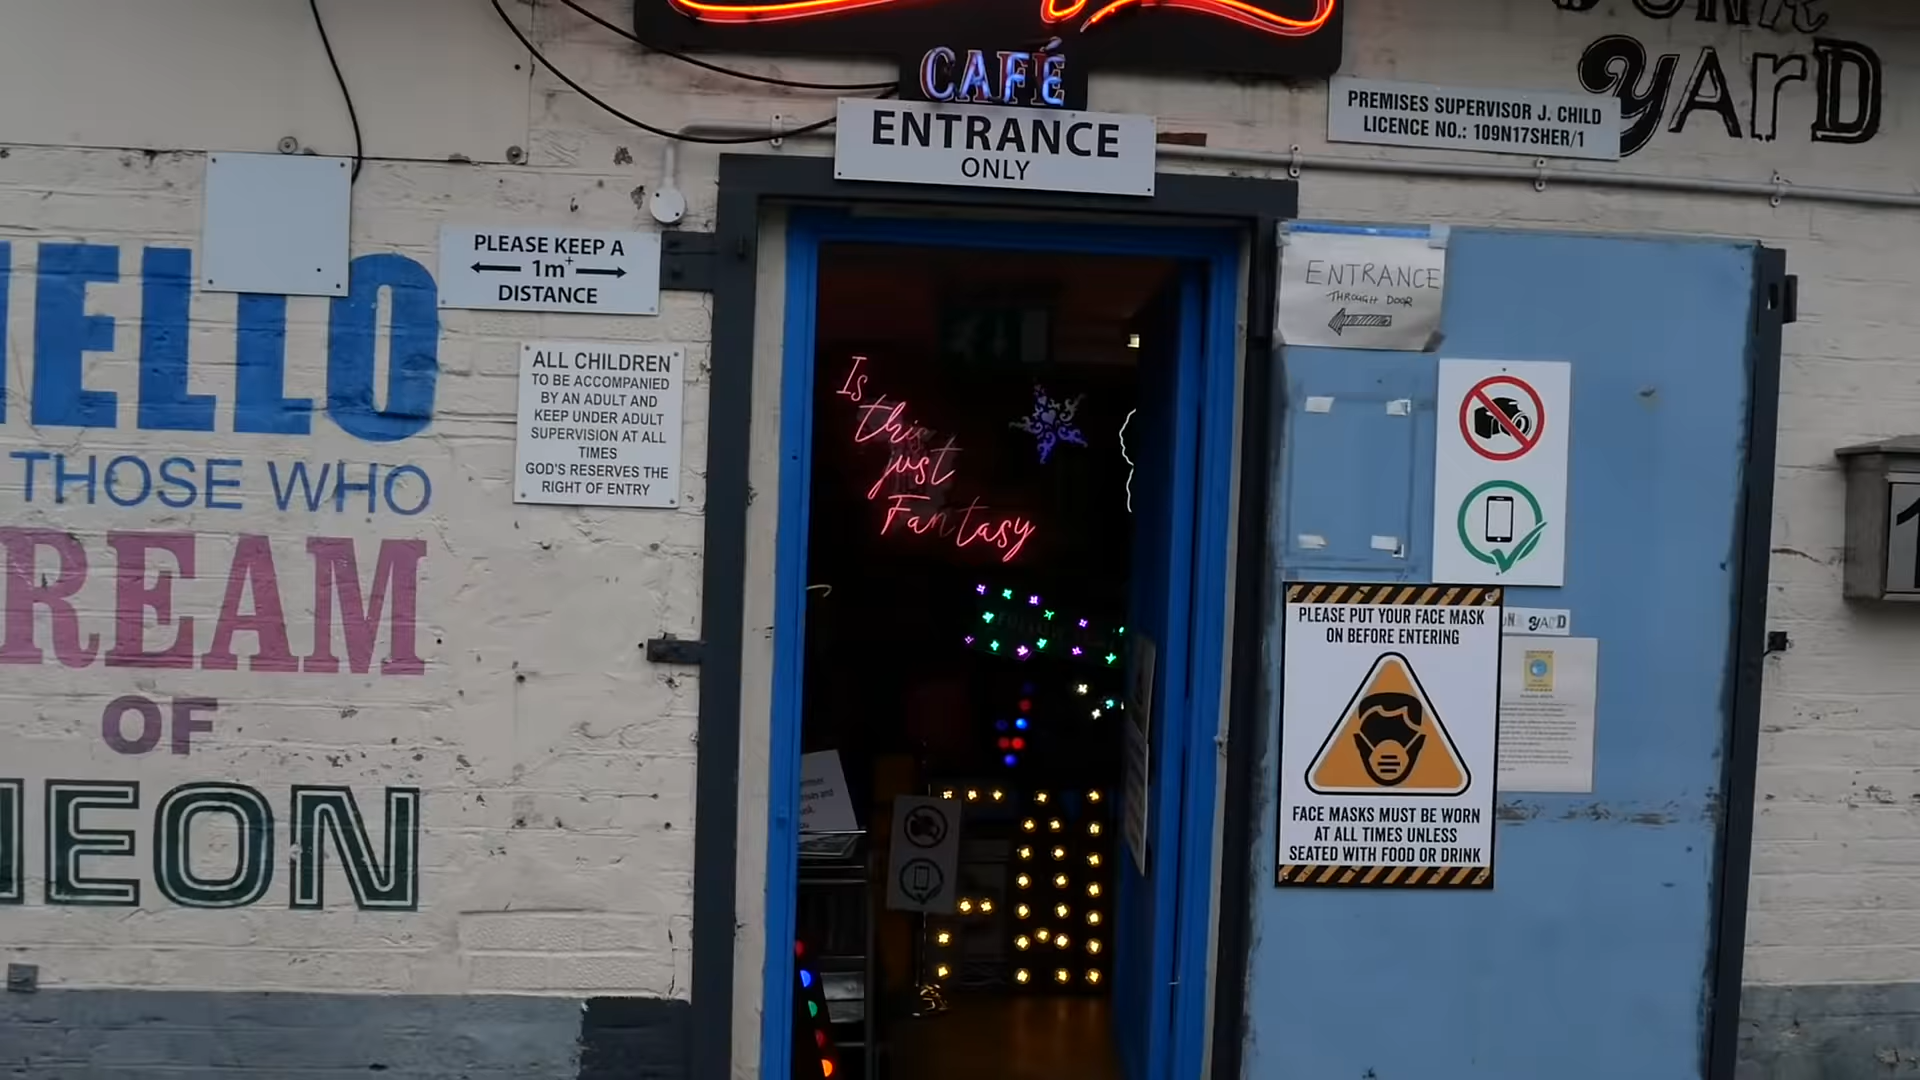 CAFÉ
ENTRANCE
ONLY
PREMISES SUPERVISOR J. CHILD
LICENCE NO.: 109N17SHER/1
YARD
PLEASE KEEP A
1m+
DISTANCE
ALL CHILDREN
TO BE ACCOMPANIED
BY AN ADULT AND
KEEP UNDER ADULT
SUPERVISION AT ALL
TIMES
GOD'S RESERVES THE
RIGHT OF ENTRY
ELLO
THOSE WHO
REAM
OF
NEON
Is
this
just
Fantasy
ENTRANCE
THROUGH DOOR
PLEASE PUT YOUR FACE MASK
ON BEFORE ENTERING
FACE MASKS MUST BE WORN
AT ALL TIMES UNLESS
SEATED WITH FOOD OR DRINK
YARD